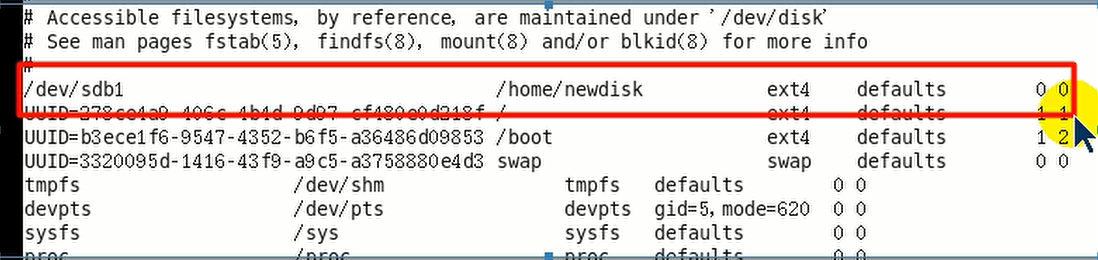 # Accessible filesystems, by reference, are maintained under '/dev/disk'
# See man pages fstab(5), findfs(8), mount(8) and/or blkid(8) for more info
#
/dev/sdb1 /home/newdisk ext4 defaults 0 0
/ ext4 defaults 1 1
UUID=b3ece1f6-9547-4352-b6f5-a36486d09853 /boot ext4 defaults 1 2
UUID=3320095d-1416-43f9-a9c5-a3758880e4d3 swap swap defaults 0 0
tmpfs /dev/shm tmpfs defaults 0 0
devpts /dev/pts devpts gid=5,mode=620 0 0
sysfs /sys sysfs defaults 0 0
proc /proc proc defaults 0 0